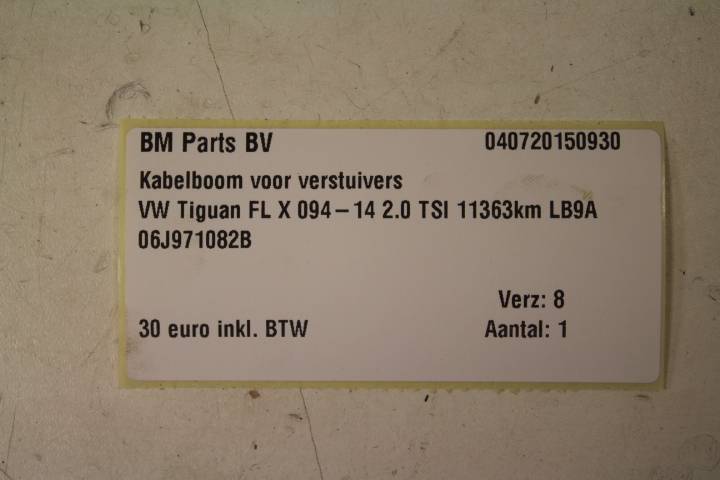 BM Parts BV 040720150930
Kabelboom voor verstuivers
VW Tiguan FL X 094-14 2.0 TSI 11363km LB9A
06J971082B
Verz: 8
30 euro inkl. BTW Aantal: 1